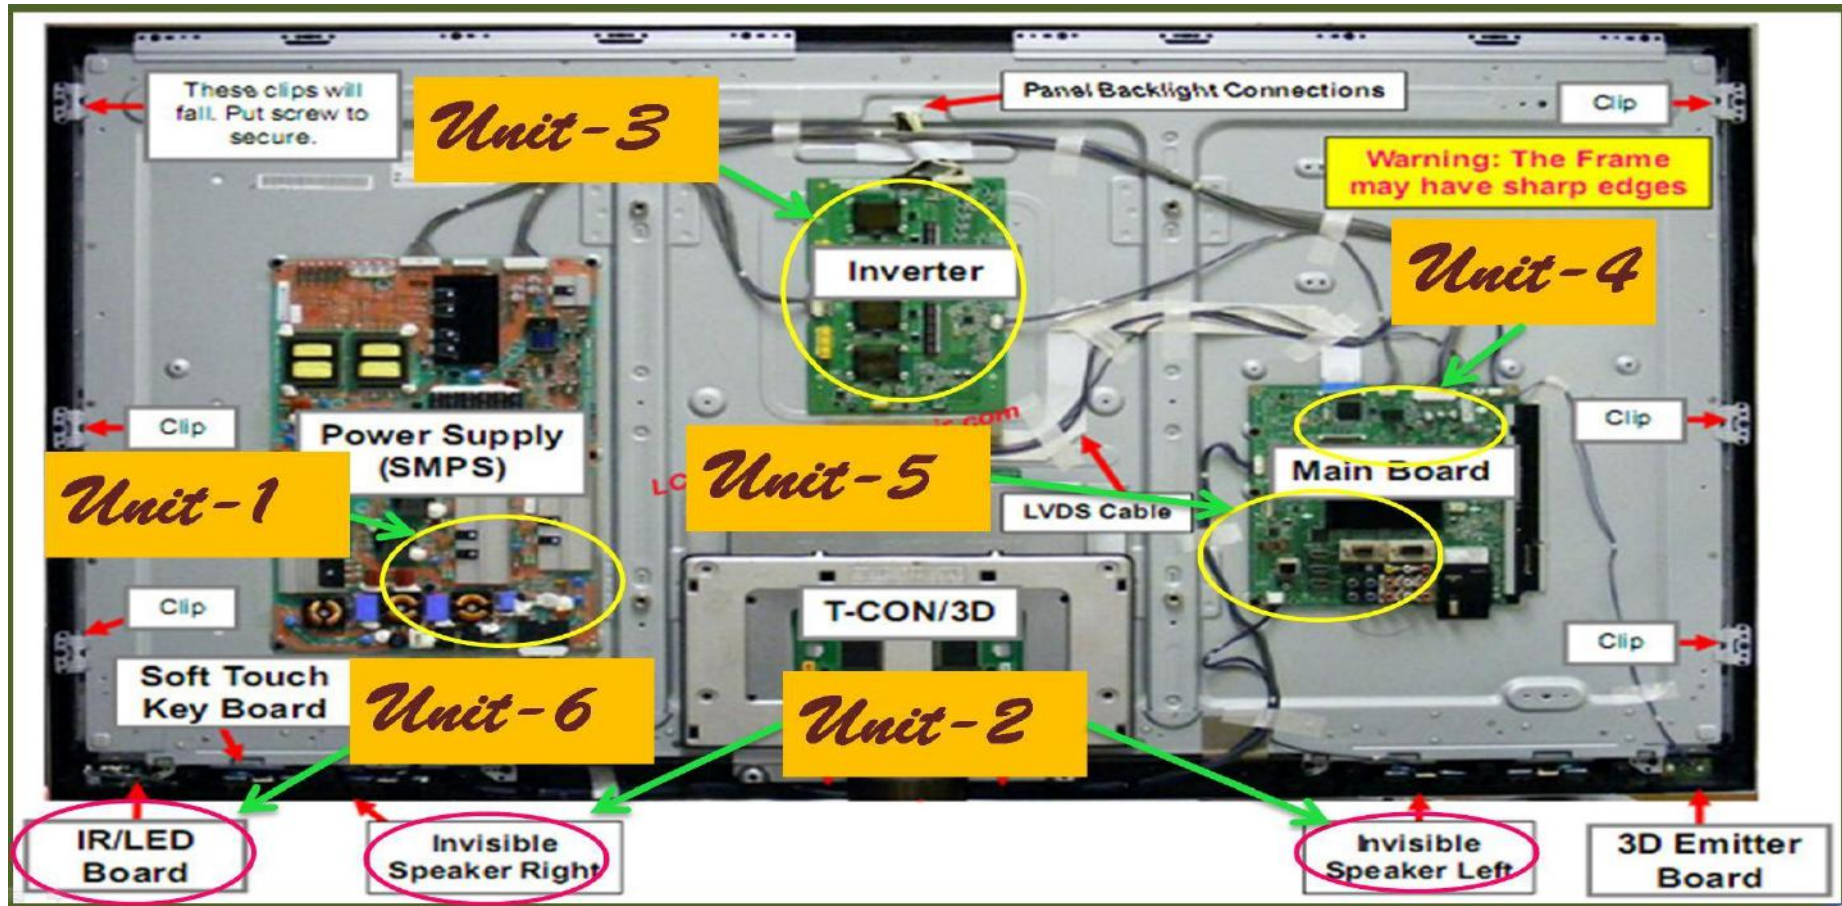 These clips will
fall. Put screw to
secure.
Unit-3
Panel Backlight Connections
Clip
Warning: The Frame
may have sharp edges
Inverter
Unit-4
Clip
Power Supply
(SMPS)
.com
Clip
Unit-5
Main Board
Unit-1
LC
LVDS Cable
Clip
T-CON/3D
Clip
Soft Touch
Key Board
Unit-6
Unit-2
IR/LED
Board
Invisible
Speaker Right
Invisible
Speaker Left
3D Emitter
Board